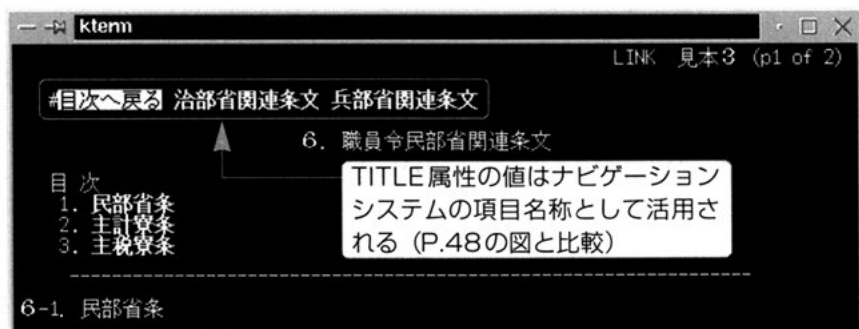 kterm
LINK 見本3 (p1 of 2)
#目次へ戻る 治部省関連条文 兵部省関連条文
6. 職員令民部省関連条文
TITLE属性の値はナビゲーション
システムの項目名称として活用さ
れる (P.48の図と比較)
目 次
1. 民部省条
2. 主計寮条
3. 主税寮条
6-1. 民部省条